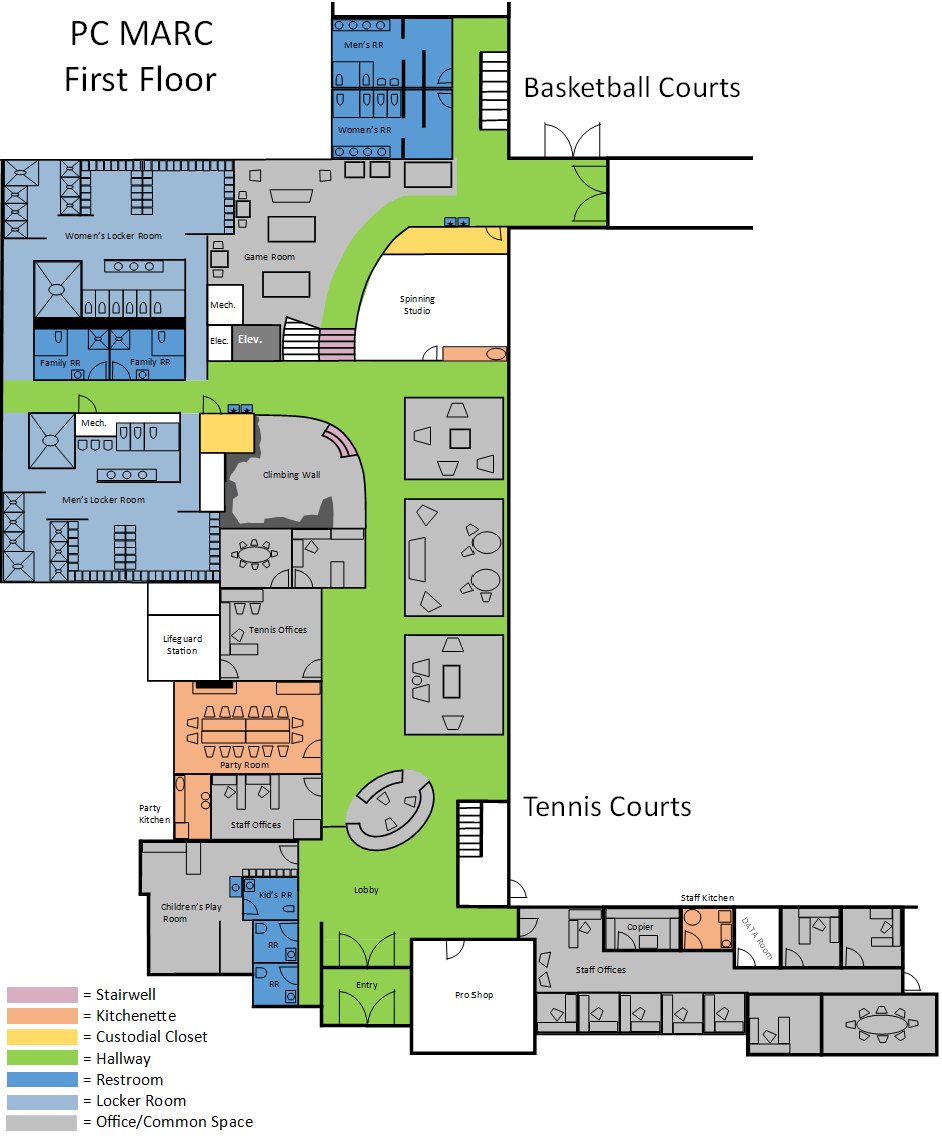 PC MARC
First Floor
Men's RR
Basketball Courts
Women's RR
Women's Locker Room
Game Room
Mech.
Spinning
Studio
Elec.
Elev.
Family RR
Family RR
Mech.
Climbing Wall
Men's Locker Room
Tennis Offices
Lifeguard
Station
Party Room
Party
Kitchen
Staff Offices
Tennis Courts
Lobby
Kid's RR
Children's Play
Room
RR
RR
Entry
Pro Shop
Staff Kitchen
Copier
DATA Room
Staff Offices
= Stairwell
= Kitchenette
= Custodial Closet
= Hallway
= Restroom
= Locker Room
= Office/Common Space